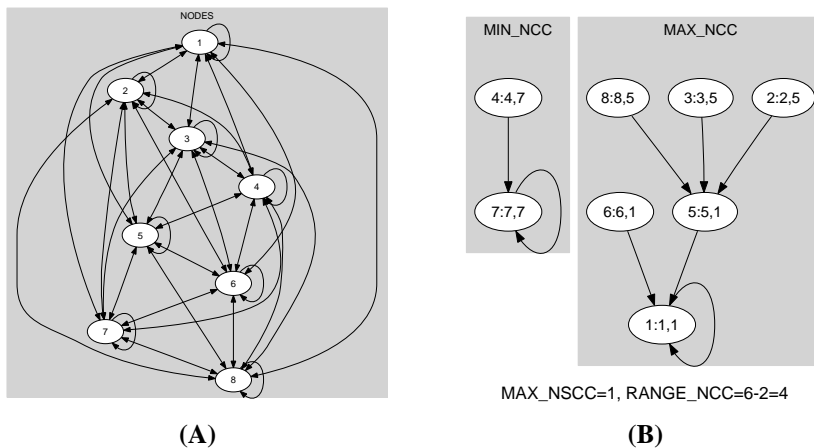 NODES
1
2
3
4
5
6
7
8
(A)
MIN_NCC
4:4,7
7:7,7
MAX_NCC
8:8,5
3:3,5
2:2,5
6:6,1
5:5,1
1:1,1
MAX_NSCC=1, RANGE_NCC=6-2=4
(B)